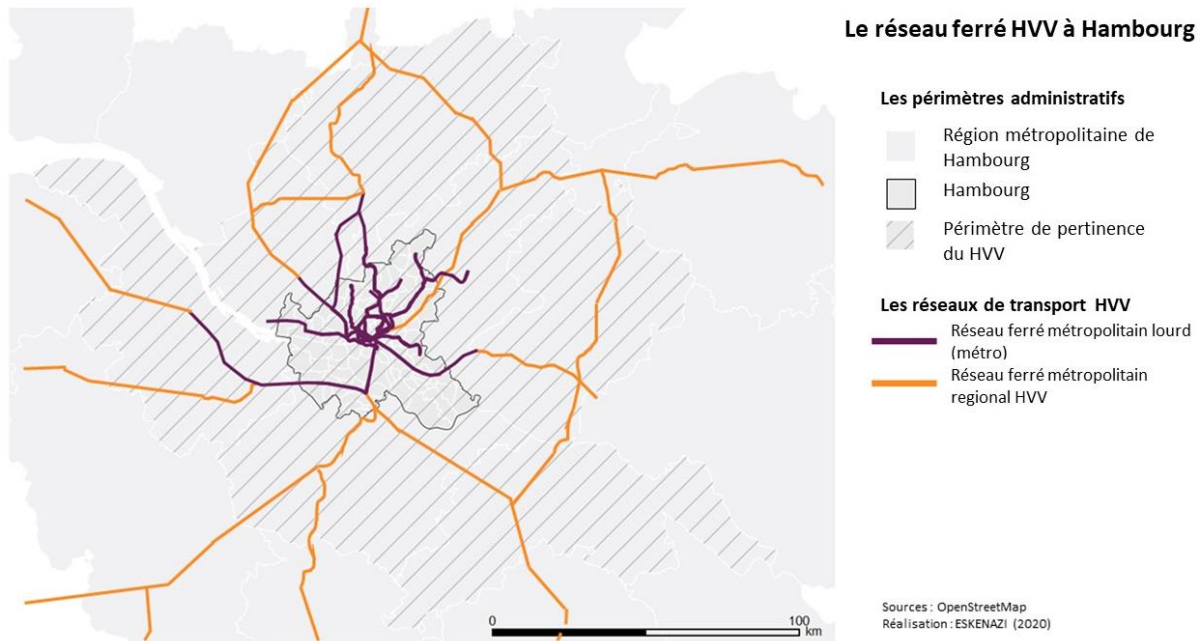 Le réseau ferré HVV à Hambourg
Les périmètres administratifs
Région métropolitaine de
Hambourg
Hambourg
Périmètre de pertinence
du HVV
Les réseaux de transport HVV
Réseau ferré métropolitain lourd
(métro)
Réseau ferré métropolitain
regional HVV
0
100
km
Sources : OpenStreetMap
Réalisation : ESKENAZI (2020)